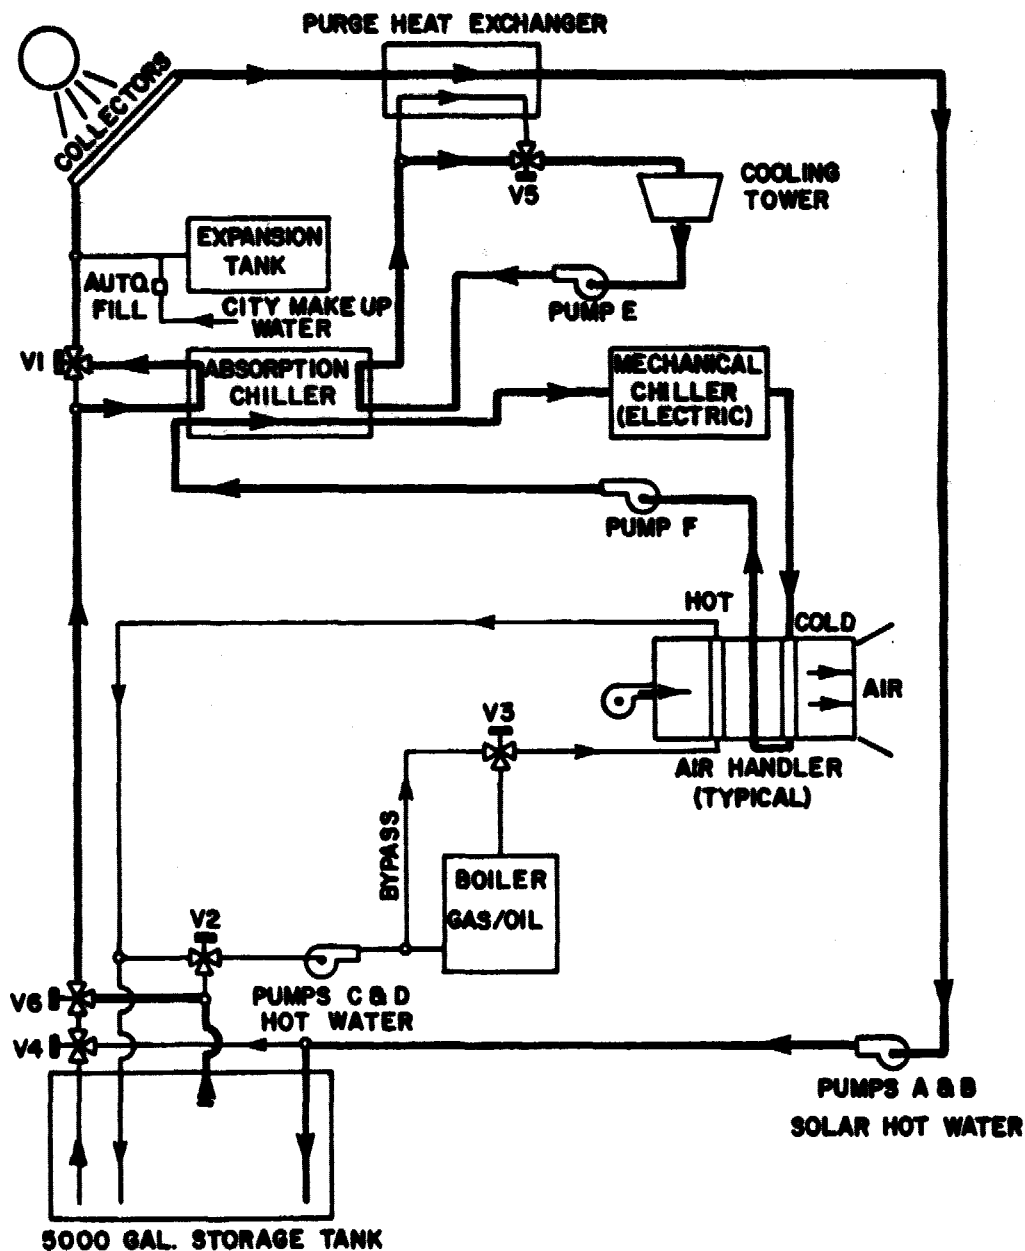 PURGE HEAT EXCHANGER
COLLECTORS
V5
COOLING
TOWER
EXPANSION
TANK
AUTO
FILL
CITY MAKE UP
WATER
PUMP E
V1
ABSORPTION
CHILLER
MECHANICAL
CHILLER
(ELECTRIC)
PUMP F
HOT
COLD
AIR
V3
AIR HANDLER
(TYPICAL)
BYPASS
BOILER
GAS/OIL
V2
V6
PUMPS C & D
HOT WATER
V4
PUMPS A & B
SOLAR HOT WATER
5000 GAL. STORAGE TANK